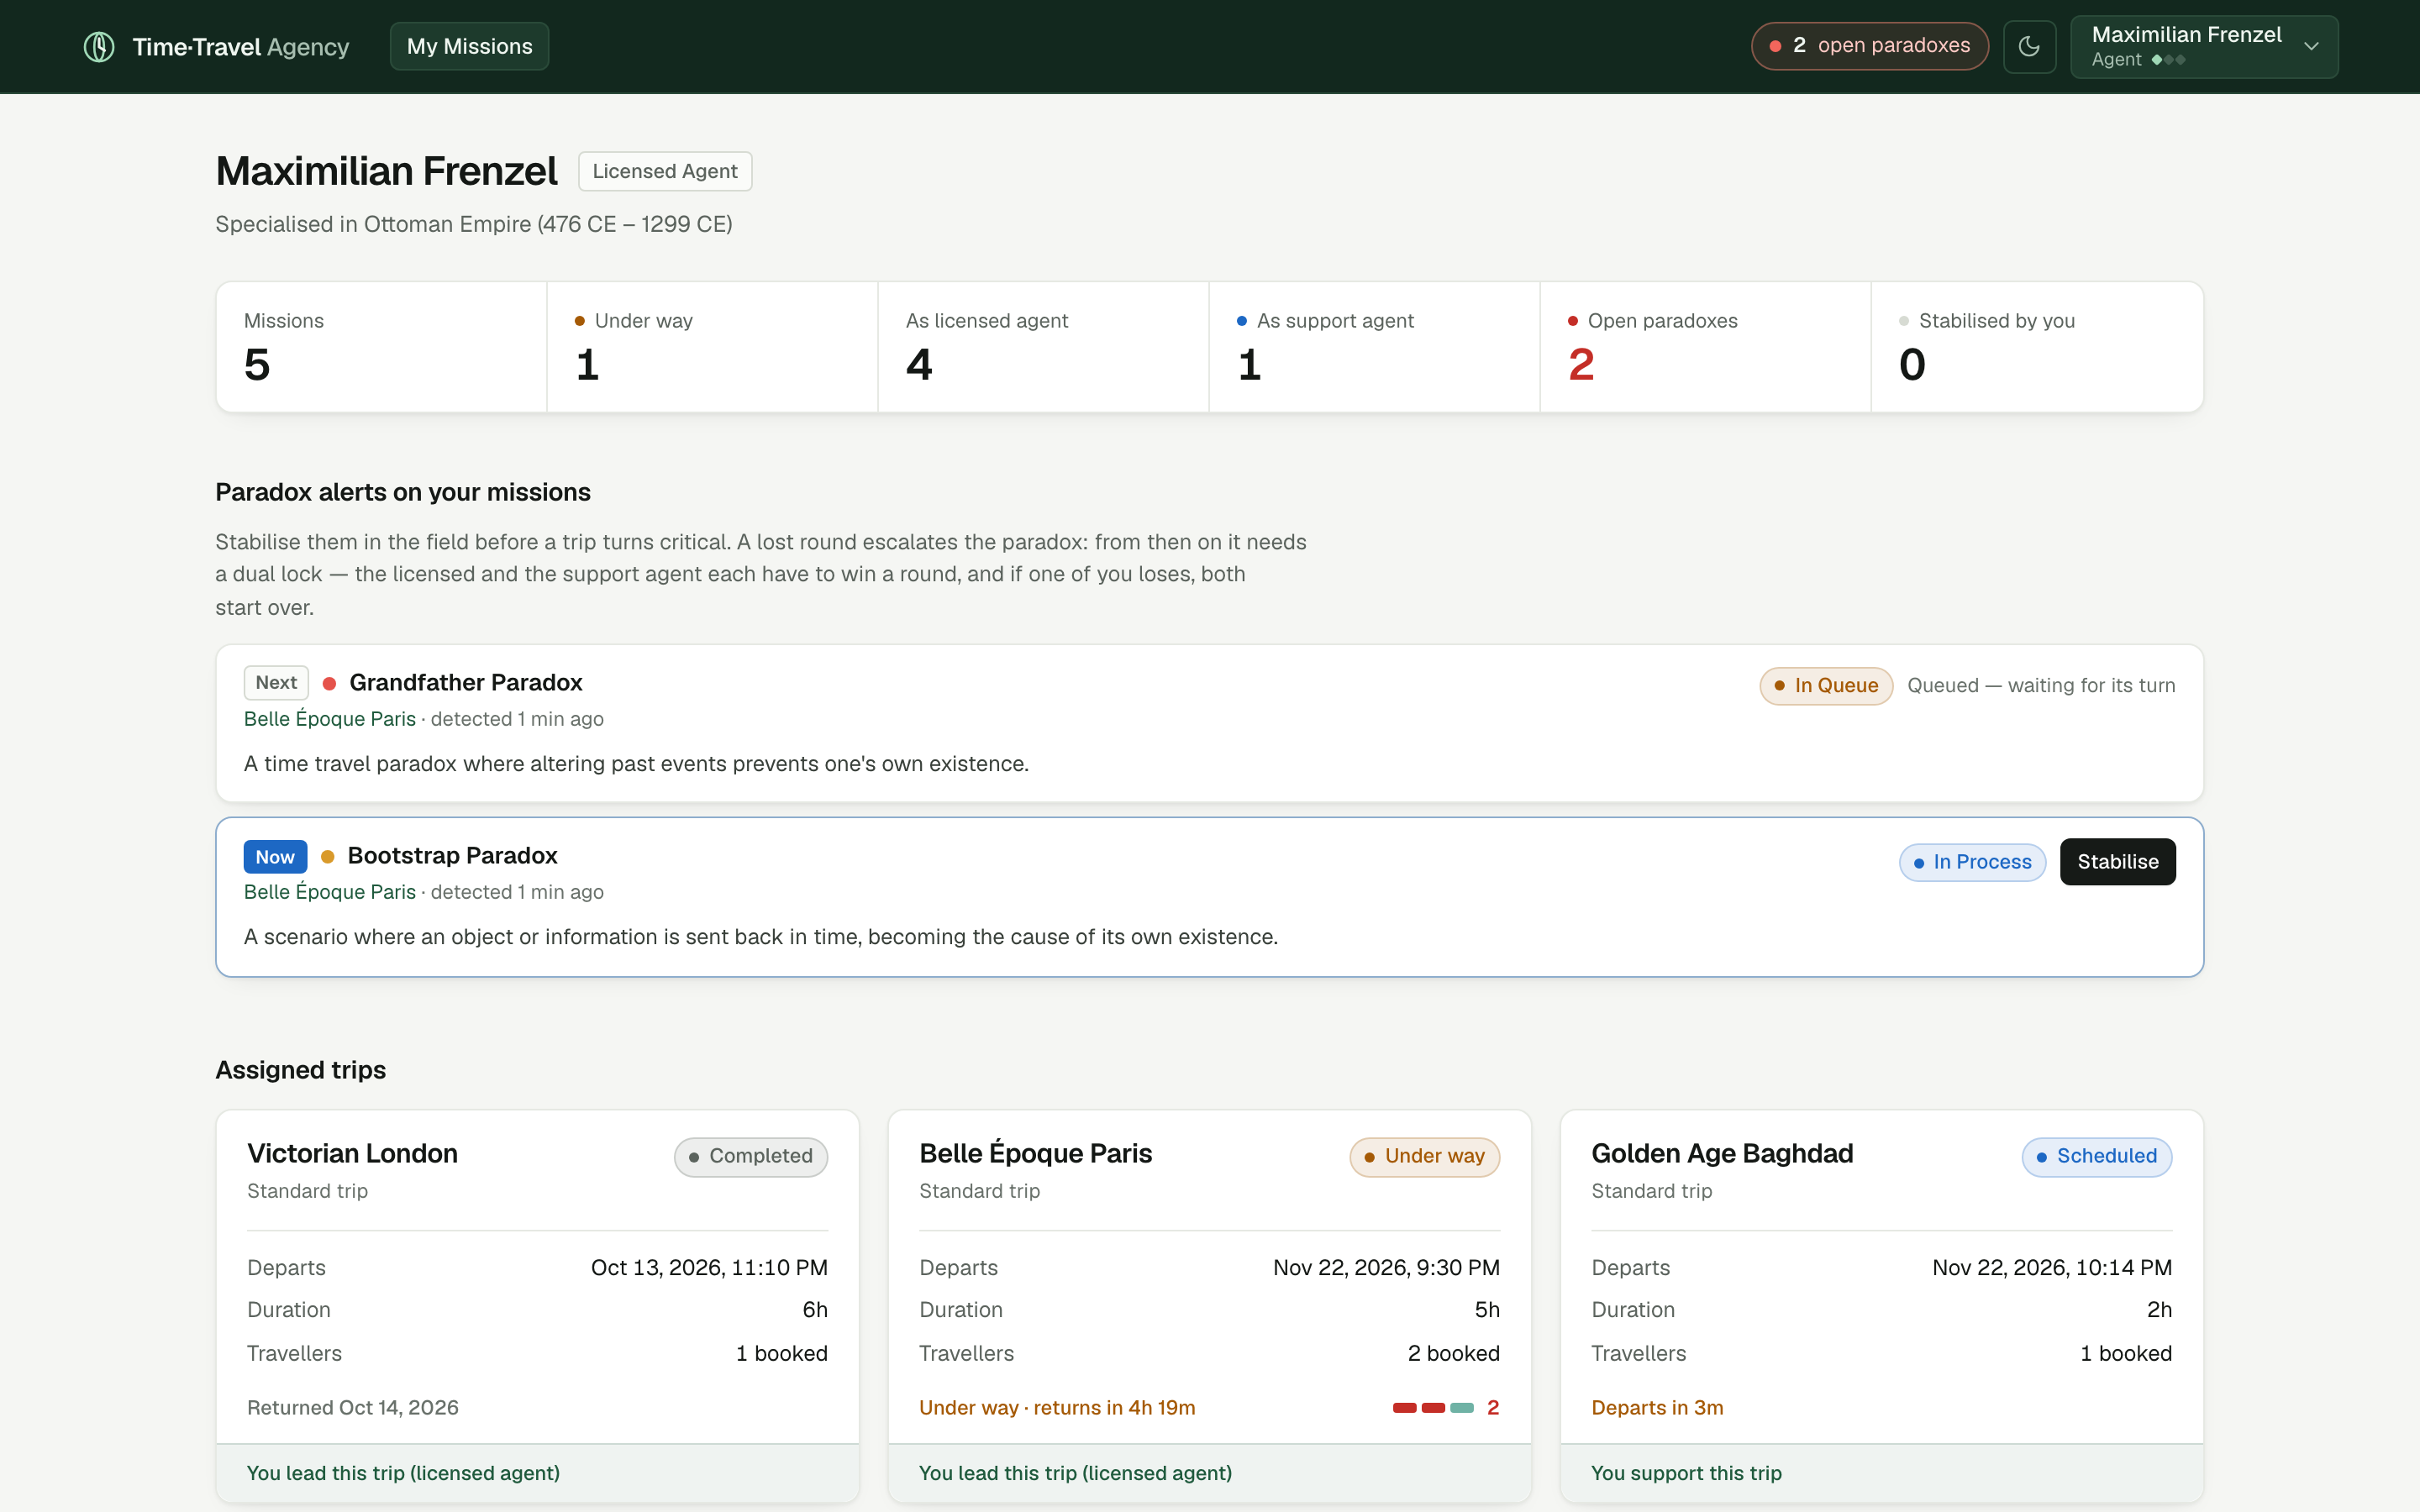 Time·Travel Agency
My Missions
2 open paradoxes
Maximilian Frenzel
Agent
Maximilian Frenzel
Licensed Agent
Specialised in Ottoman Empire (476 CE – 1299 CE)
Missions
5
Under way
1
As licensed agent
4
As support agent
1
Open paradoxes
2
Stabilised by you
0
Paradox alerts on your missions
Stabilise them in the field before a trip turns critical. A lost round escalates the paradox: from then on it needs
a dual lock — the licensed and the support agent each have to win a round, and if one of you loses, both
start over.
Next Grandfather Paradox
In Queue Queued — waiting for its turn
Belle Époque Paris · detected 1 min ago
A time travel paradox where altering past events prevents one's own existence.
Now Bootstrap Paradox
In Process Stabilise
Belle Époque Paris · detected 1 min ago
A scenario where an object or information is sent back in time, becoming the cause of its own existence.
Assigned trips
Victorian London
Completed
Standard trip
Departs Oct 13, 2026, 11:10 PM
Duration 6h
Travellers 1 booked
Returned Oct 14, 2026
You lead this trip (licensed agent)
Belle Époque Paris
Under way
Standard trip
Departs Nov 22, 2026, 9:30 PM
Duration 5h
Travellers 2 booked
Under way · returns in 4h 19m 2
You lead this trip (licensed agent)
Golden Age Baghdad
Scheduled
Standard trip
Departs Nov 22, 2026, 10:14 PM
Duration 2h
Travellers 1 booked
Departs in 3m
You support this trip